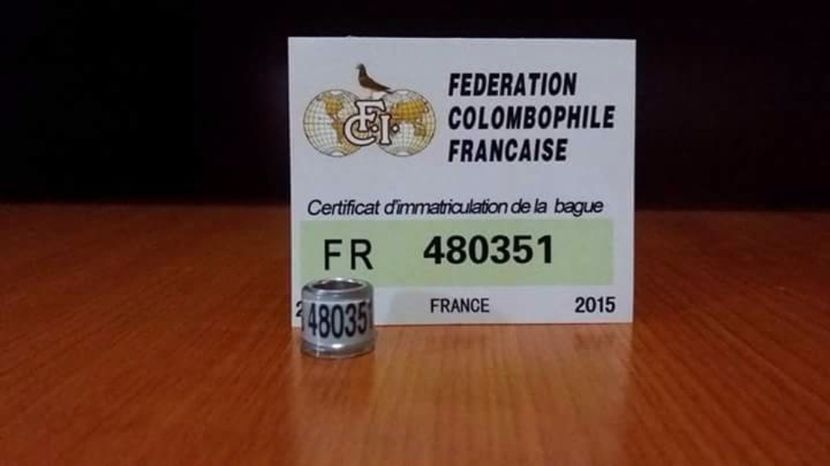 F.C.I.
FEDERATION
COLOMBOPHILE
FRANCAISE
Certificat d'immatriculation de la bague
FR 480351
FRANCE 2015
480351